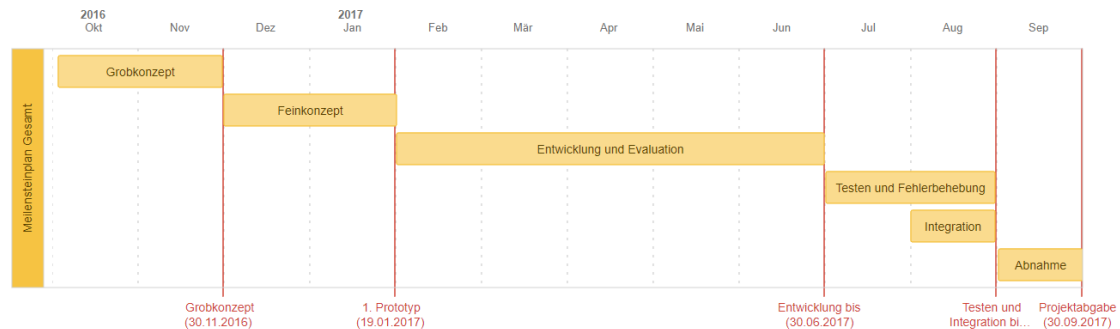 2016
2017
Okt
Nov
Dez
Jan
Feb
Mär
Apr
Mai
Jun
Jul
Aug
Sep
Meilensteinplan Gesamt
Grobkonzept
Feinkonzept
Entwicklung und Evaluation
Testen und Fehlerbehebung
Integration
Abnahme
Grobkonzept
(30.11.2016)
1. Prototyp
(19.01.2017)
Entwicklung bis
(30.06.2017)
Testen und
Integration bi...
Projektabgabe
(30.09.2017)